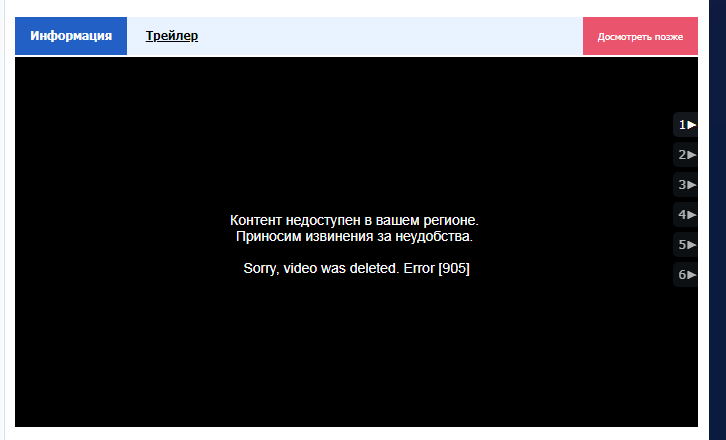 Информация
Трейлер
Досмотреть позже
1▶
2▶
3▶
4▶
5▶
6▶
Контент недоступен в вашем регионе.
Приносим извинения за неудобства.
Sorry, video was deleted. Error [905]